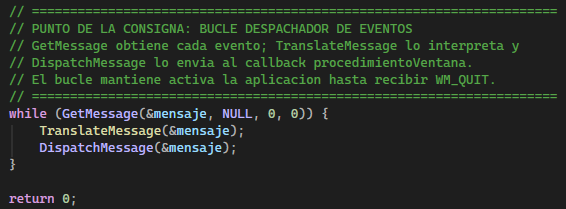 // ==================================================================
// PUNTO DE LA CONSIGNA: BUCLE DESPACHADOR DE EVENTOS
// GetMessage obtiene cada evento; TranslateMessage lo interpreta y
// DispatchMessage lo envia al callback procedimientoVentana.
// El bucle mantiene activa la aplicacion hasta recibir WM_QUIT.
// ==================================================================
while (GetMessage(&mensaje, NULL, 0, 0)) {
    TranslateMessage(&mensaje);
    DispatchMessage(&mensaje);
}
return 0;